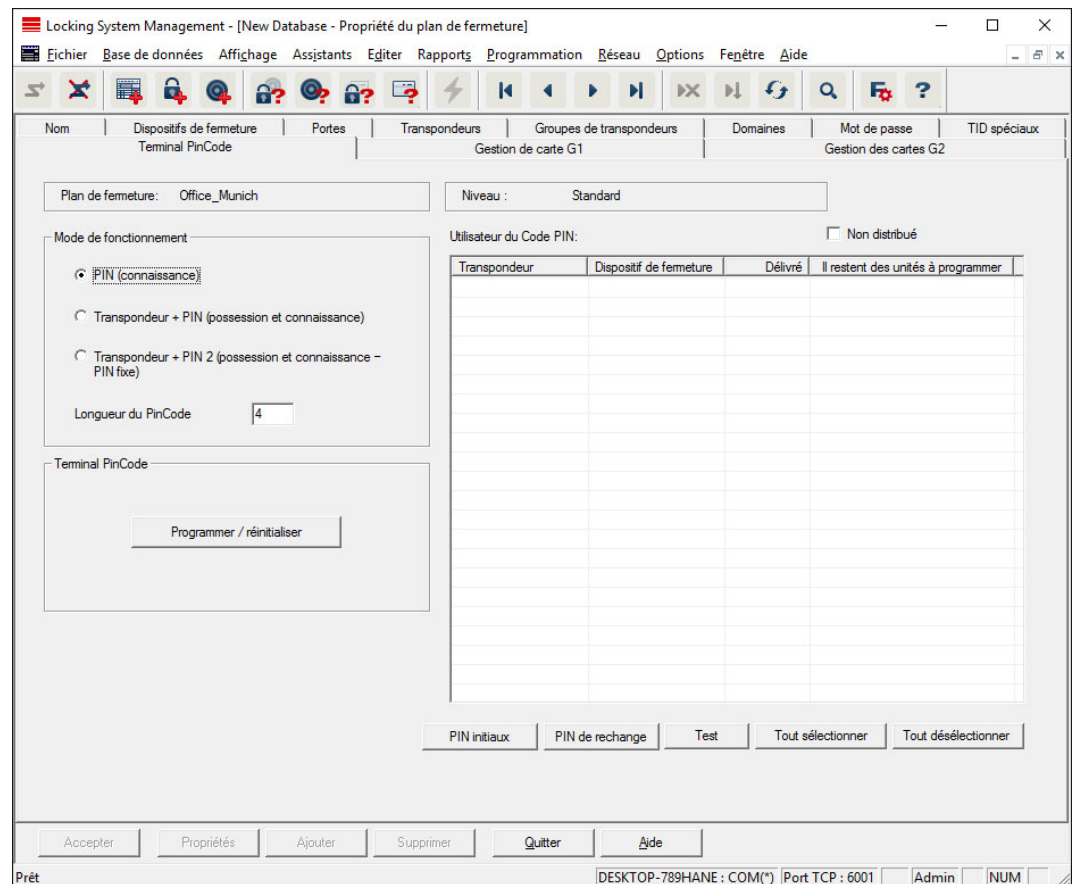 Locking System Management - [New Database - Propriété du plan de fermeture]
Fichier Base de données Affichage Assistants Editer Rapports Programmation Réseau Options Fenêtre Aide
Nom Dispositifs de fermeture Portes Transpondeurs Groupes de transpondeurs Domaines Mot de passe TID spéciaux
Terminal PinCode Gestion de carte G1 Gestion des cartes G2
Plan de fermeture: Office_Munich
Niveau : Standard
Mode de fonctionnement
PIN (connaissance)
Transpondeur + PIN (possession et connaissance)
Transpondeur + PIN 2 (possession et connaissance –
PIN fixe)
Longueur du PinCode 4
Terminal PinCode
Programmer / réinitialiser
Utilisateur du Code PIN: Non distribué
Transpondeur Dispositif de fermeture Délivré Il restent des unités à programmer
PIN initiaux PIN de rechange Test Tout sélectionner Tout désélectionner
Accepter Propriétés Ajouter Supprimer Quitter Aide
Prêt DESKTOP-789HANE : COM(*) Port TCP : 6001 Admin NUM